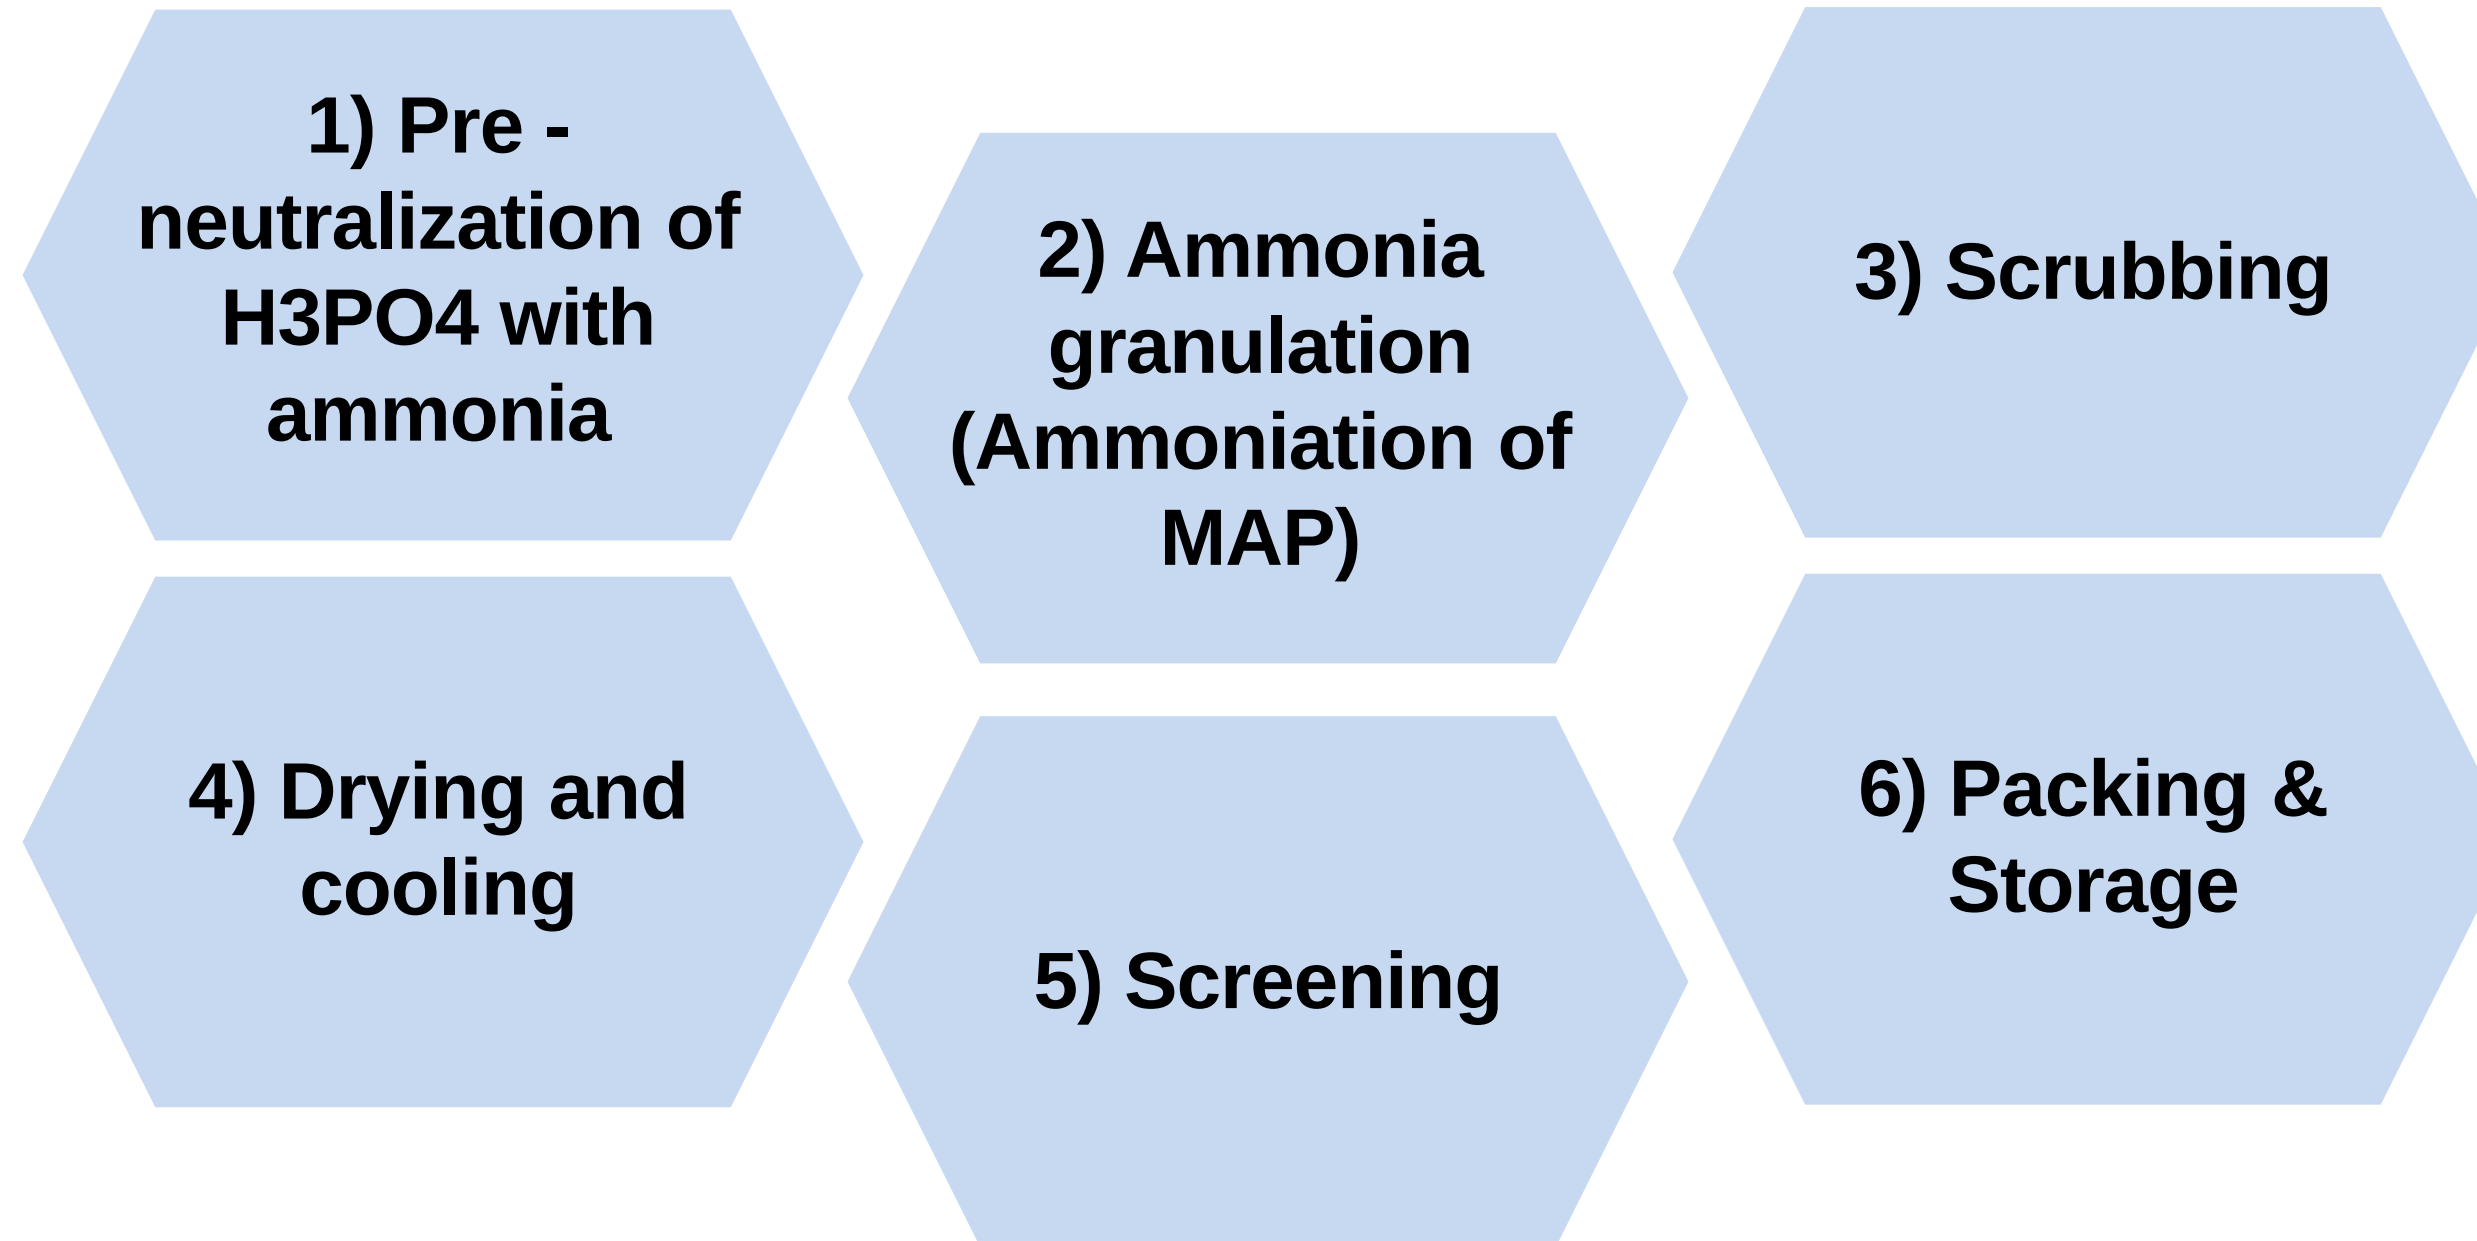 1) Pre -
neutralization of
H3PO4 with
ammonia
2) Ammonia
granulation
(Ammoniation of
MAP)
3) Scrubbing
4) Drying and
cooling
5) Screening
6) Packing &
Storage